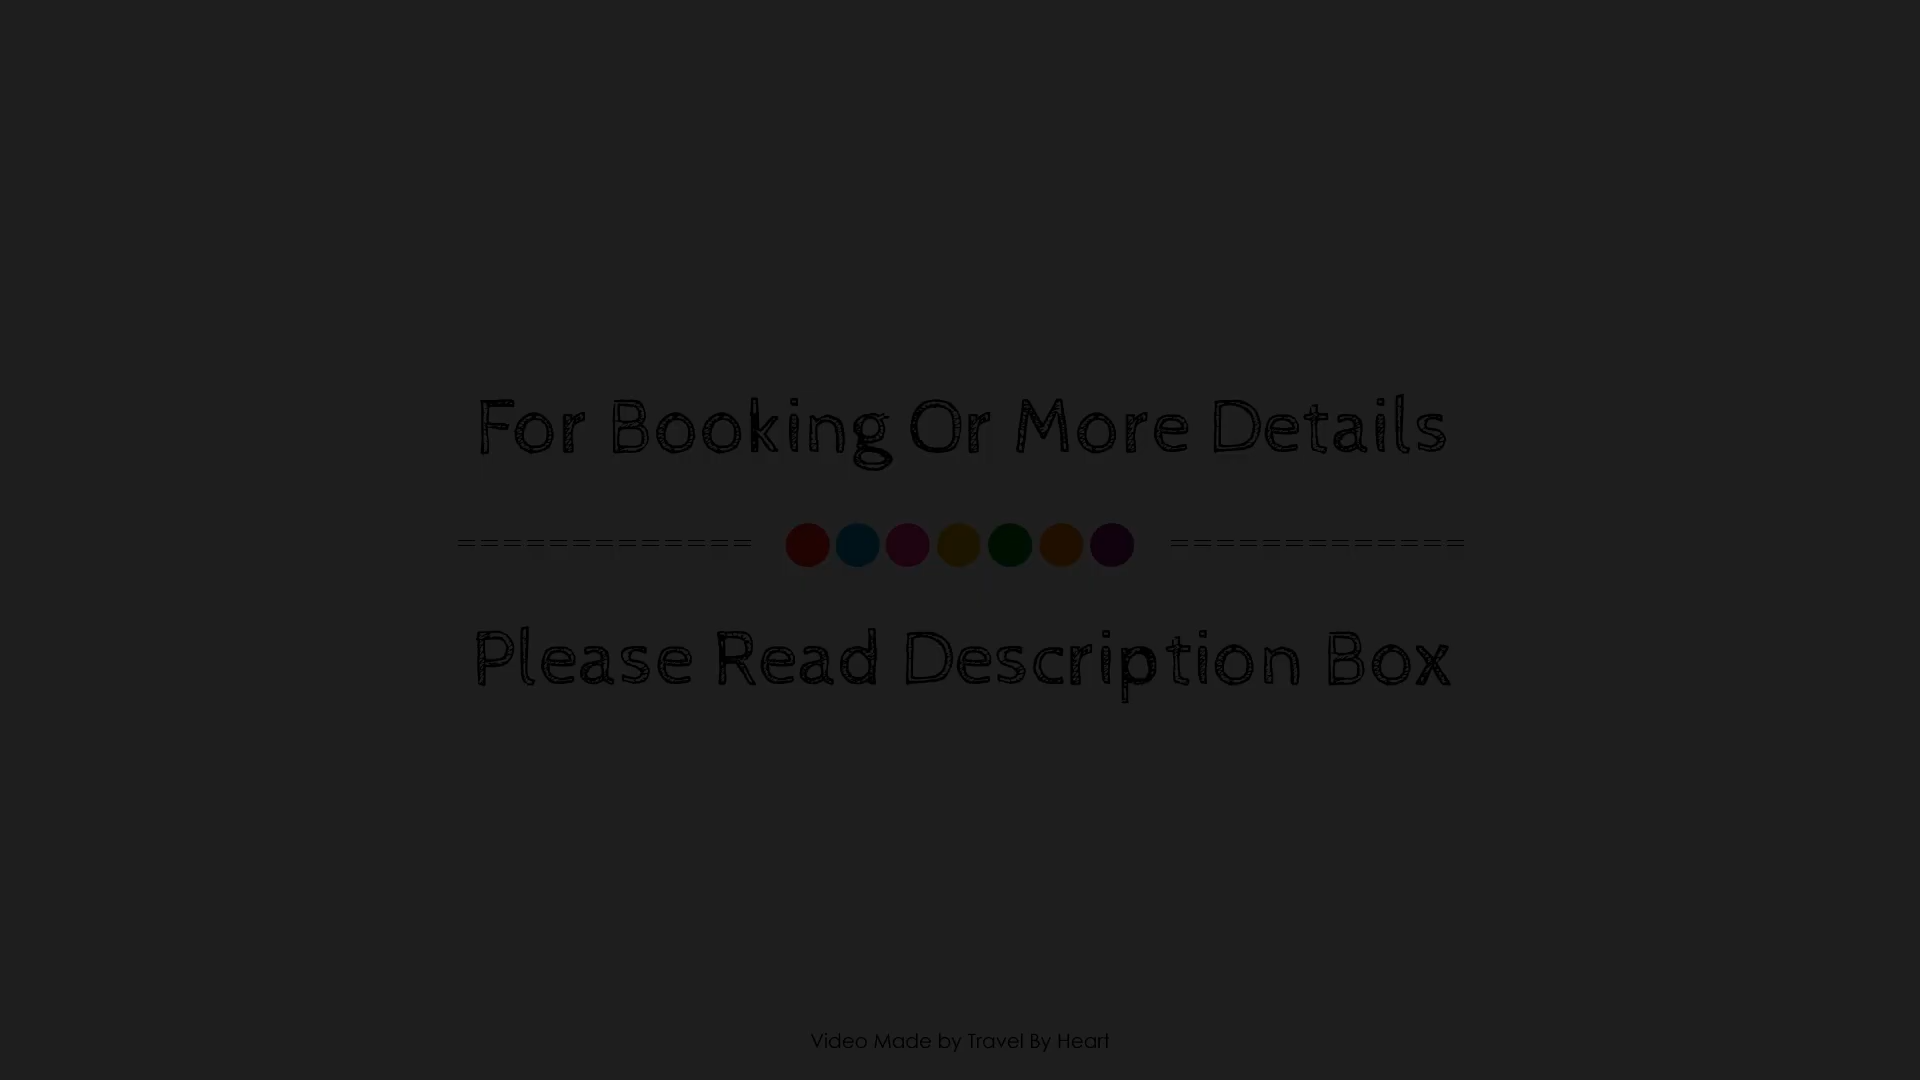 For Booking Or More Details
============= =============
Please Read Description Box
Video Made by Travel By Heart